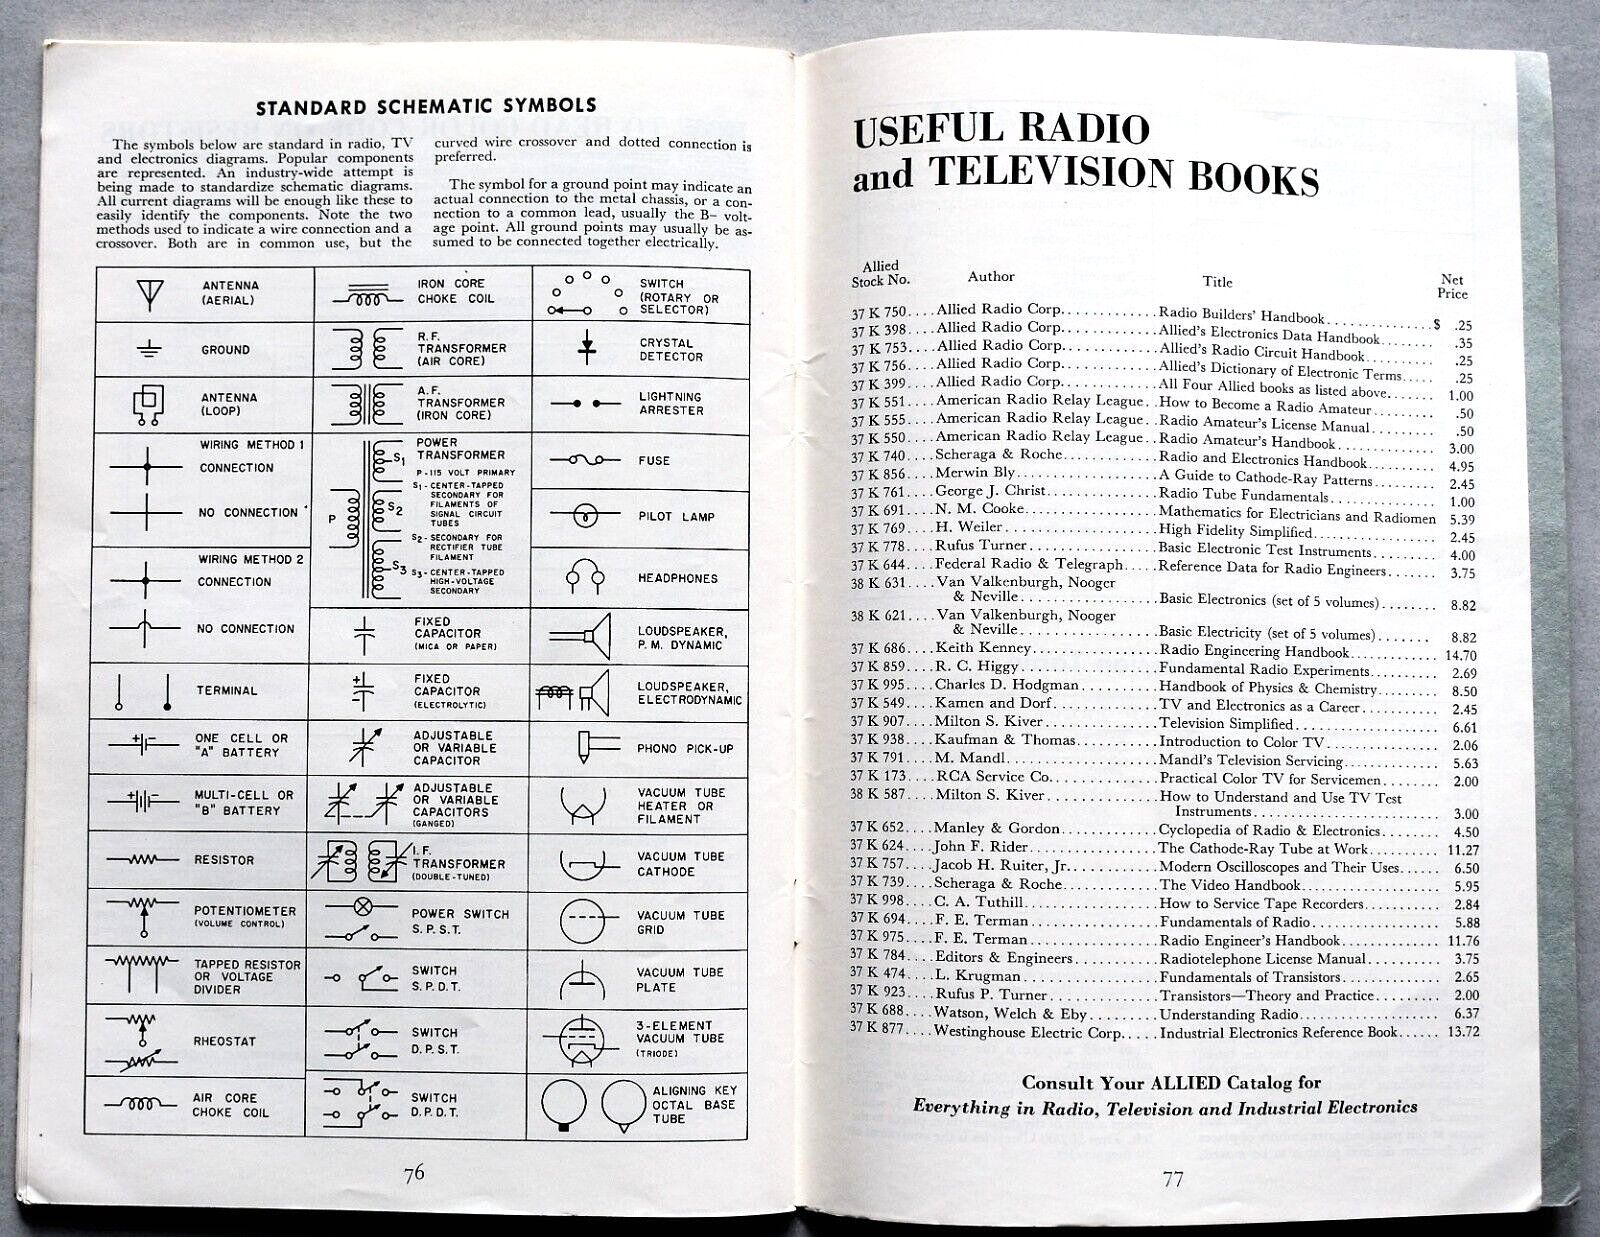 STANDARD SCHEMATIC SYMBOLS
The symbols below are standard in radio, TV
and electronics diagrams. Popular components
are represented. An industry-wide attempt is
being made to standardize schematic diagrams.
All current diagrams will be enough like these to
easily identify the components. Note the two
methods used to indicate a wire connection and a
crossover. Both are in common use, but the
curved wire crossover and dotted connection is
preferred.
The symbol for a ground point may indicate an
actual connection to the metal chassis, or a con-
nection to a common lead, usually the B– volt-
age point. All ground points may usually be as-
sumed to be connected together electrically.
ANTENNA
(AERIAL)
GROUND
ANTENNA
(LOOP)
WIRING METHOD 1
CONNECTION
NO CONNECTION
WIRING METHOD 2
CONNECTION
NO CONNECTION
TERMINAL
+ –
ONE CELL OR
"A" BATTERY
+ –
MULTI-CELL OR
"B" BATTERY
RESISTOR
POTENTIOMETER
(VOLUME CONTROL)
TAPPED RESISTOR
OR VOLTAGE
DIVIDER
RHEOSTAT
AIR CORE
CHOKE COIL
IRON CORE
CHOKE COIL
R.F.
TRANSFORMER
(AIR CORE)
A.F.
TRANSFORMER
(IRON CORE)
P
S1
S2
S3
POWER
TRANSFORMER
P-115 VOLT PRIMARY
S1-CENTER-TAPPED
SECONDARY FOR
FILAMENTS OF
SIGNAL CIRCUIT
TUBES
S2-SECONDARY FOR
RECTIFIER TUBE
FILAMENT
S3-CENTER-TAPPED
HIGH-VOLTAGE
SECONDARY
FIXED
CAPACITOR
(MICA OR PAPER)
+
–
FIXED
CAPACITOR
(ELECTROLYTIC)
ADJUSTABLE
OR VARIABLE
CAPACITOR
ADJUSTABLE
OR VARIABLE
CAPACITORS
(GANGED)
I.F.
TRANSFORMER
(DOUBLE-TUNED)
POWER SWITCH
S.P.S.T.
SWITCH
S.P.D.T.
SWITCH
D.P.S.T.
SWITCH
D.P.D.T.
SWITCH
(ROTARY OR
SELECTOR)
CRYSTAL
DETECTOR
LIGHTNING
ARRESTER
FUSE
PILOT LAMP
HEADPHONES
LOUDSPEAKER,
P.M. DYNAMIC
LOUDSPEAKER,
ELECTRODYNAMIC
PHONO PICK-UP
VACUUM TUBE
HEATER OR
FILAMENT
VACUUM TUBE
CATHODE
VACUUM TUBE
GRID
VACUUM TUBE
PLATE
3-ELEMENT
VACUUM TUBE
(TRIODE)
ALIGNING KEY
OCTAL BASE
TUBE
76
USEFUL RADIO
and TELEVISION BOOKS
Allied
Stock No. Author Title Net
Price
37 K 750....Allied Radio Corp.............Radio Builders' Handbook..............$ .25
37 K 398....Allied Radio Corp.............Allied's Electronics Data Handbook........ .35
37 K 753....Allied Radio Corp.............Allied's Radio Circuit Handbook......... .25
37 K 756....Allied Radio Corp.............Allied's Dictionary of Electronic Terms..... .25
37 K 399....Allied Radio Corp.............All Four Allied books as listed above....... 1.00
37 K 551....American Radio Relay League..How to Become a Radio Amateur......... .50
37 K 555....American Radio Relay League..Radio Amateur's License Manual......... .50
37 K 550....American Radio Relay League..Radio Amateur's Handbook............. 3.00
37 K 740....Scheraga & Roche............Radio and Electronics Handbook......... 4.95
37 K 856....Merwin Bly..................A Guide to Cathode-Ray Patterns........ 2.45
37 K 761....George J. Christ..............Radio Tube Fundamentals.............. 1.00
37 K 691....N. M. Cooke.................Mathematics for Electricians and Radiomen 5.39
37 K 769....H. Weiler...................High Fidelity Simplified................ 2.45
37 K 778....Rufus Turner................Basic Electronic Test Instruments......... 4.00
37 K 644....Federal Radio & Telegraph.....Reference Data for Radio Engineers....... 3.75
38 K 631....Van Valkenburgh, Nooger
& Neville..................Basic Electronics (set of 5 volumes)........ 8.82
38 K 621....Van Valkenburgh, Nooger
& Neville..................Basic Electricity (set of 5 volumes)....... 8.82
37 K 686....Keith Kenney................Radio Engineering Handbook............ 14.70
37 K 859....R. C. Higgy.................Fundamental Radio Experiments......... 2.69
37 K 995....Charles D. Hodgman..........Handbook of Physics & Chemistry........ 8.50
37 K 549....Kamen and Dorf.............TV and Electronics as a Career.......... 2.45
37 K 907....Milton S. Kiver..............Television Simplified.................. 6.61
37 K 938....Kaufman & Thomas..........Introduction to Color TV.............. 2.06
37 K 791....M. Mandl...................Mandl's Television Servicing............ 5.63
37 K 173....RCA Service Co..............Practical Color TV for Servicemen........ 2.00
38 K 587....Milton S. Kiver..............How to Understand and Use TV Test
Instruments........................ 3.00
37 K 652....Manley & Gordon............Cyclopedia of Radio & Electronics........ 4.50
37 K 624....John F. Rider................The Cathode-Ray Tube at Work.......... 11.27
37 K 757....Jacob H. Ruiter, Jr............Modern Oscilloscopes and Their Uses...... 6.50
37 K 739....Scheraga & Roche............The Video Handbook.................. 5.95
37 K 998....C. A. Tuthill.................How to Service Tape Recorders.......... 2.84
37 K 694....F. E. Terman................Fundamentals of Radio................. 5.88
37 K 975....F. E. Terman................Radio Engineer's Handbook............. 11.76
37 K 784....Editors & Engineers...........Radiotelephone License Manual.......... 3.75
37 K 474....L. Krugman.................Fundamentals of Transistors............. 2.65
37 K 923....Rufus P. Turner..............Transistors—Theory and Practice......... 2.00
37 K 688....Watson, Welch & Eby.........Understanding Radio.................. 6.37
37 K 877....Westinghouse Electric Corp.....Industrial Electronics Reference Book...... 13.72
Consult Your ALLIED Catalog for
Everything in Radio, Television and Industrial Electronics
77